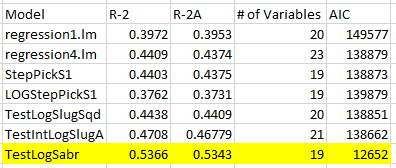 Model R-2 R-2A # of Variables AIC
regression1.lm 0.3972 0.3953 20 149577
regression4.lm 0.4409 0.4374 23 138879
StepPickS1 0.4403 0.4375 19 138873
LOGStepPickS1 0.3762 0.3731 19 139879
TestLogSlugSqd 0.4438 0.4409 20 138851
TestIntLogSlugA 0.4708 0.46779 21 138662
TestLogSabr 0.5366 0.5343 19 12652